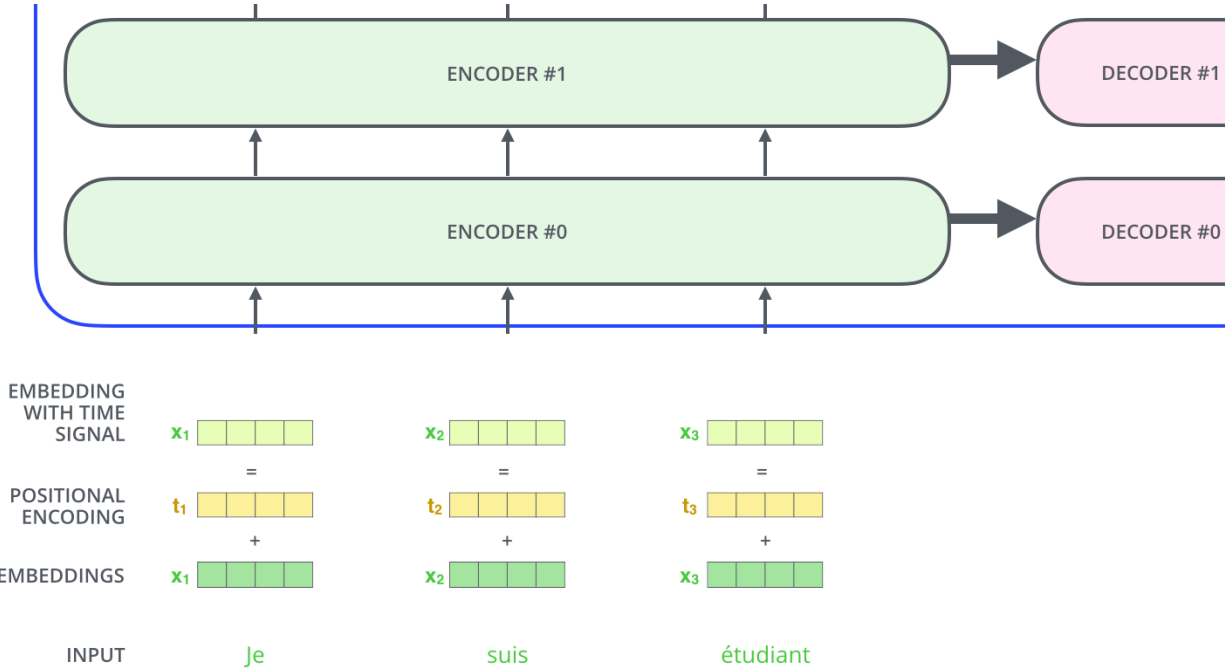 ENCODER #1
DECODER #1
ENCODER #0
DECODER #0
EMBEDDING
WITH TIME
SIGNAL
x₁
x₂
x₃
=
=
=
POSITIONAL
ENCODING
t₁
t₂
t₃
+
+
+
EMBEDDINGS
x₁
x₂
x₃
INPUT
Je
suis
étudiant